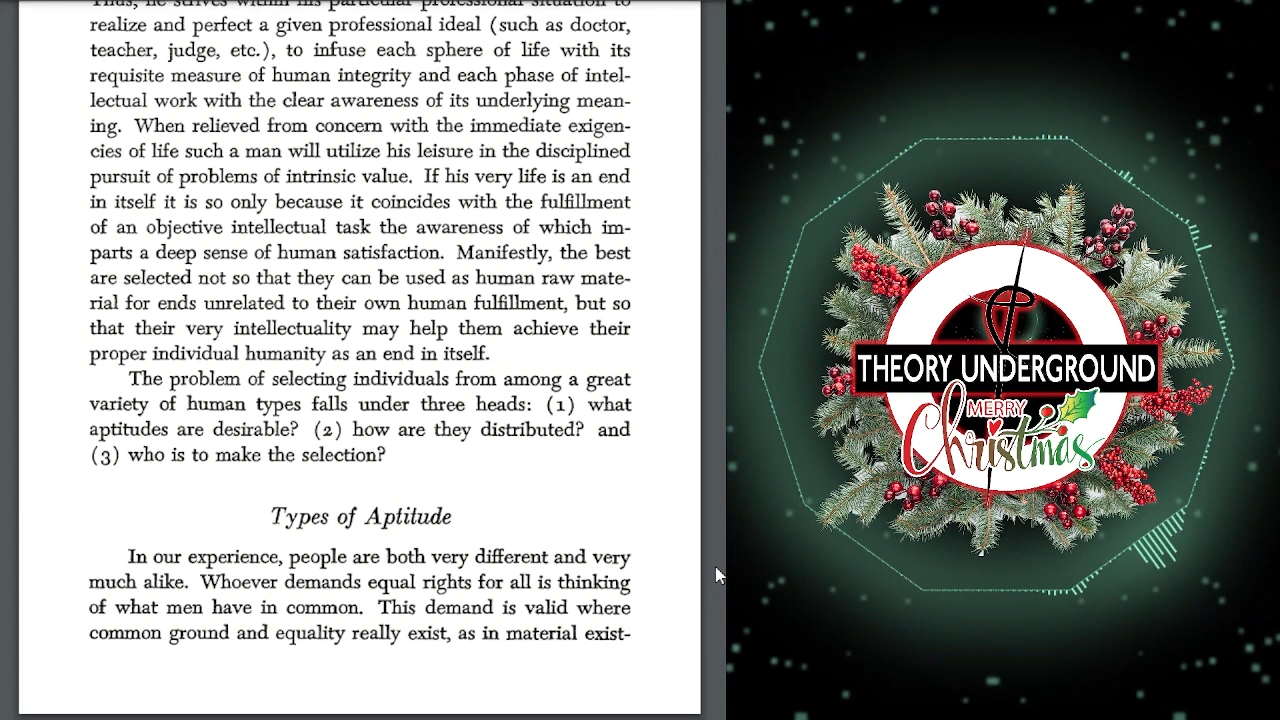 Thus, he strives within his particular professional situation to
realize and perfect a given professional ideal (such as doctor,
teacher, judge, etc.), to infuse each sphere of life with its
requisite measure of human integrity and each phase of intel-
lectual work with the clear awareness of its underlying mean-
ing. When relieved from concern with the immediate exigen-
cies of life such a man will utilize his leisure in the disciplined
pursuit of problems of intrinsic value. If his very life is an end
in itself it is so only because it coincides with the fulfillment
of an objective intellectual task the awareness of which im-
parts a deep sense of human satisfaction. Manifestly, the best
are selected not so that they can be used as human raw mate-
rial for ends unrelated to their own human fulfillment, but so
that their very intellectuality may help them achieve their
proper individual humanity as an end in itself.
The problem of selecting individuals from among a great
variety of human types falls under three heads: (1) what
aptitudes are desirable? (2) how are they distributed? and
(3) who is to make the selection?
Types of Aptitude
In our experience, people are both very different and very
much alike. Whoever demands equal rights for all is thinking
of what men have in common. This demand is valid where
common ground and equality really exist, as in material exist-
THEORY UNDERGROUND
MERRY
Christmas